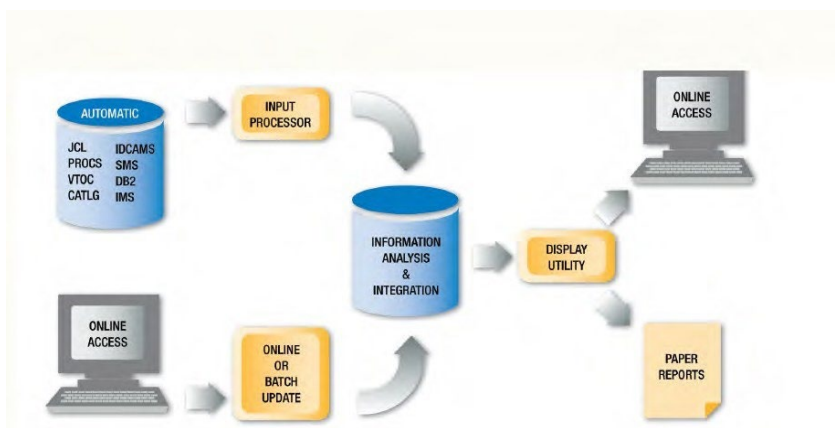 AUTOMATIC
JCL IDCAMS
PROCS SMS
VTOC DB2
CATLG IMS
INPUT
PROCESSOR
ONLINE
ACCESS
INFORMATION
ANALYSIS
&
INTEGRATION
DISPLAY
UTILITY
ONLINE
ACCESS
ONLINE
OR
BATCH
UPDATE
PAPER
REPORTS